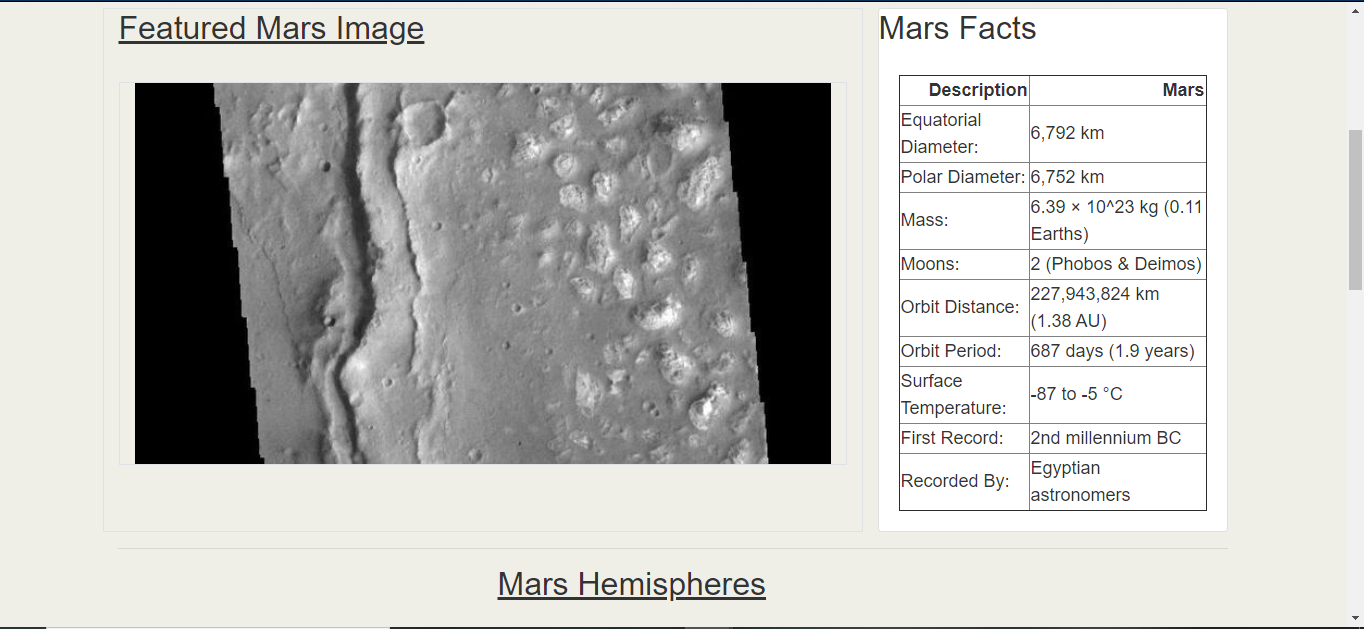 Featured Mars Image
Mars Facts
Description Mars
Equatorial
Diameter:
6,792 km
Polar Diameter: 6,752 km
Mass:
6.39 × 10^23 kg (0.11
Earths)
Moons: 2 (Phobos & Deimos)
Orbit Distance:
227,943,824 km
(1.38 AU)
Orbit Period: 687 days (1.9 years)
Surface
Temperature:
-87 to -5 °C
First Record: 2nd millennium BC
Recorded By:
Egyptian
astronomers
Mars Hemispheres